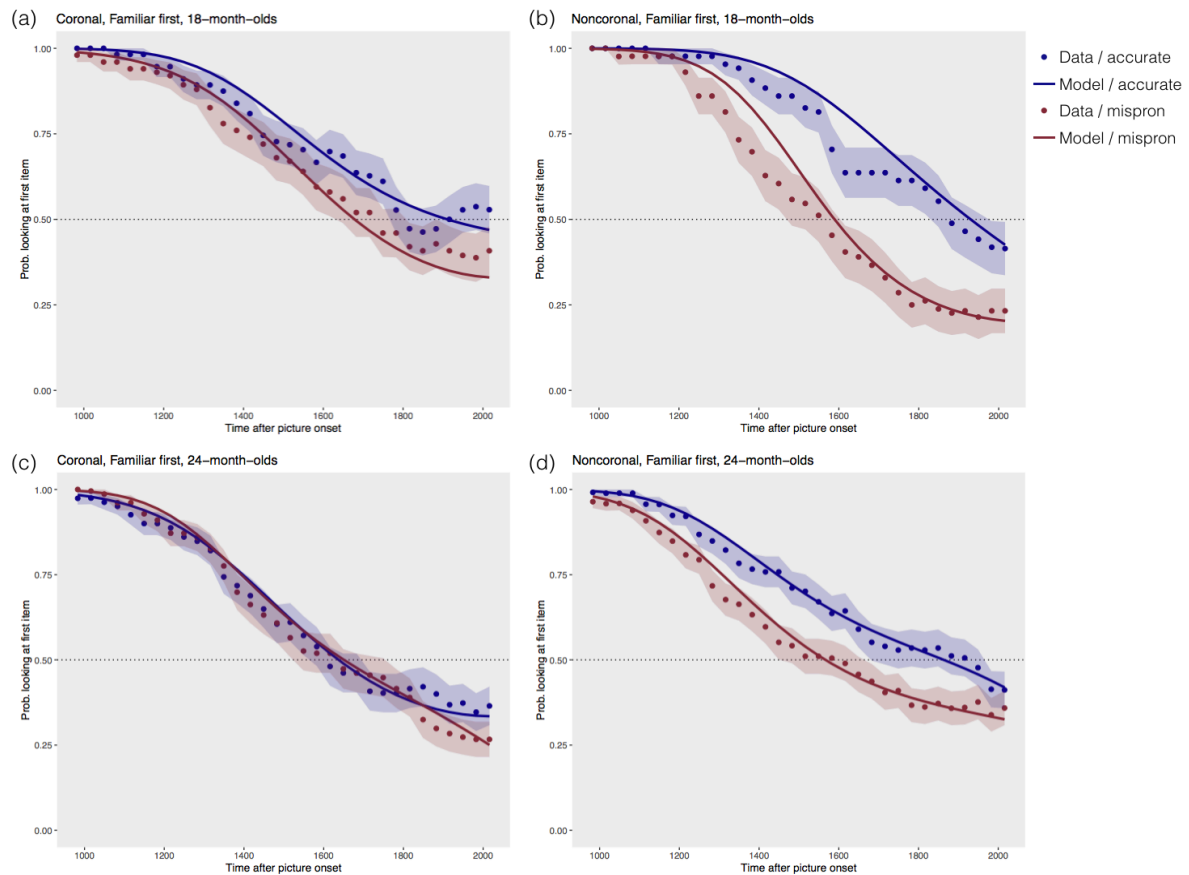 (a) Coronal, Familiar first, 18−month−olds
1.00
0.75
0.50
0.25
0.00
Prob. looking at first item
1000 1200 1400 1600 1800 2000
Time after picture onset
(b) Noncoronal, Familiar first, 18−month−olds
1.00
0.75
0.50
0.25
0.00
Prob. looking at first item
1000 1200 1400 1600 1800 2000
Time after picture onset
Data / accurate
Model / accurate
Data / mispron
Model / mispron
(c) Coronal, Familiar first, 24−month−olds
1.00
0.75
0.50
0.25
0.00
Prob. looking at first item
1000 1200 1400 1600 1800 2000
Time after picture onset
(d) Noncoronal, Familiar first, 24−month−olds
1.00
0.75
0.50
0.25
0.00
Prob. looking at first item
1000 1200 1400 1600 1800 2000
Time after picture onset